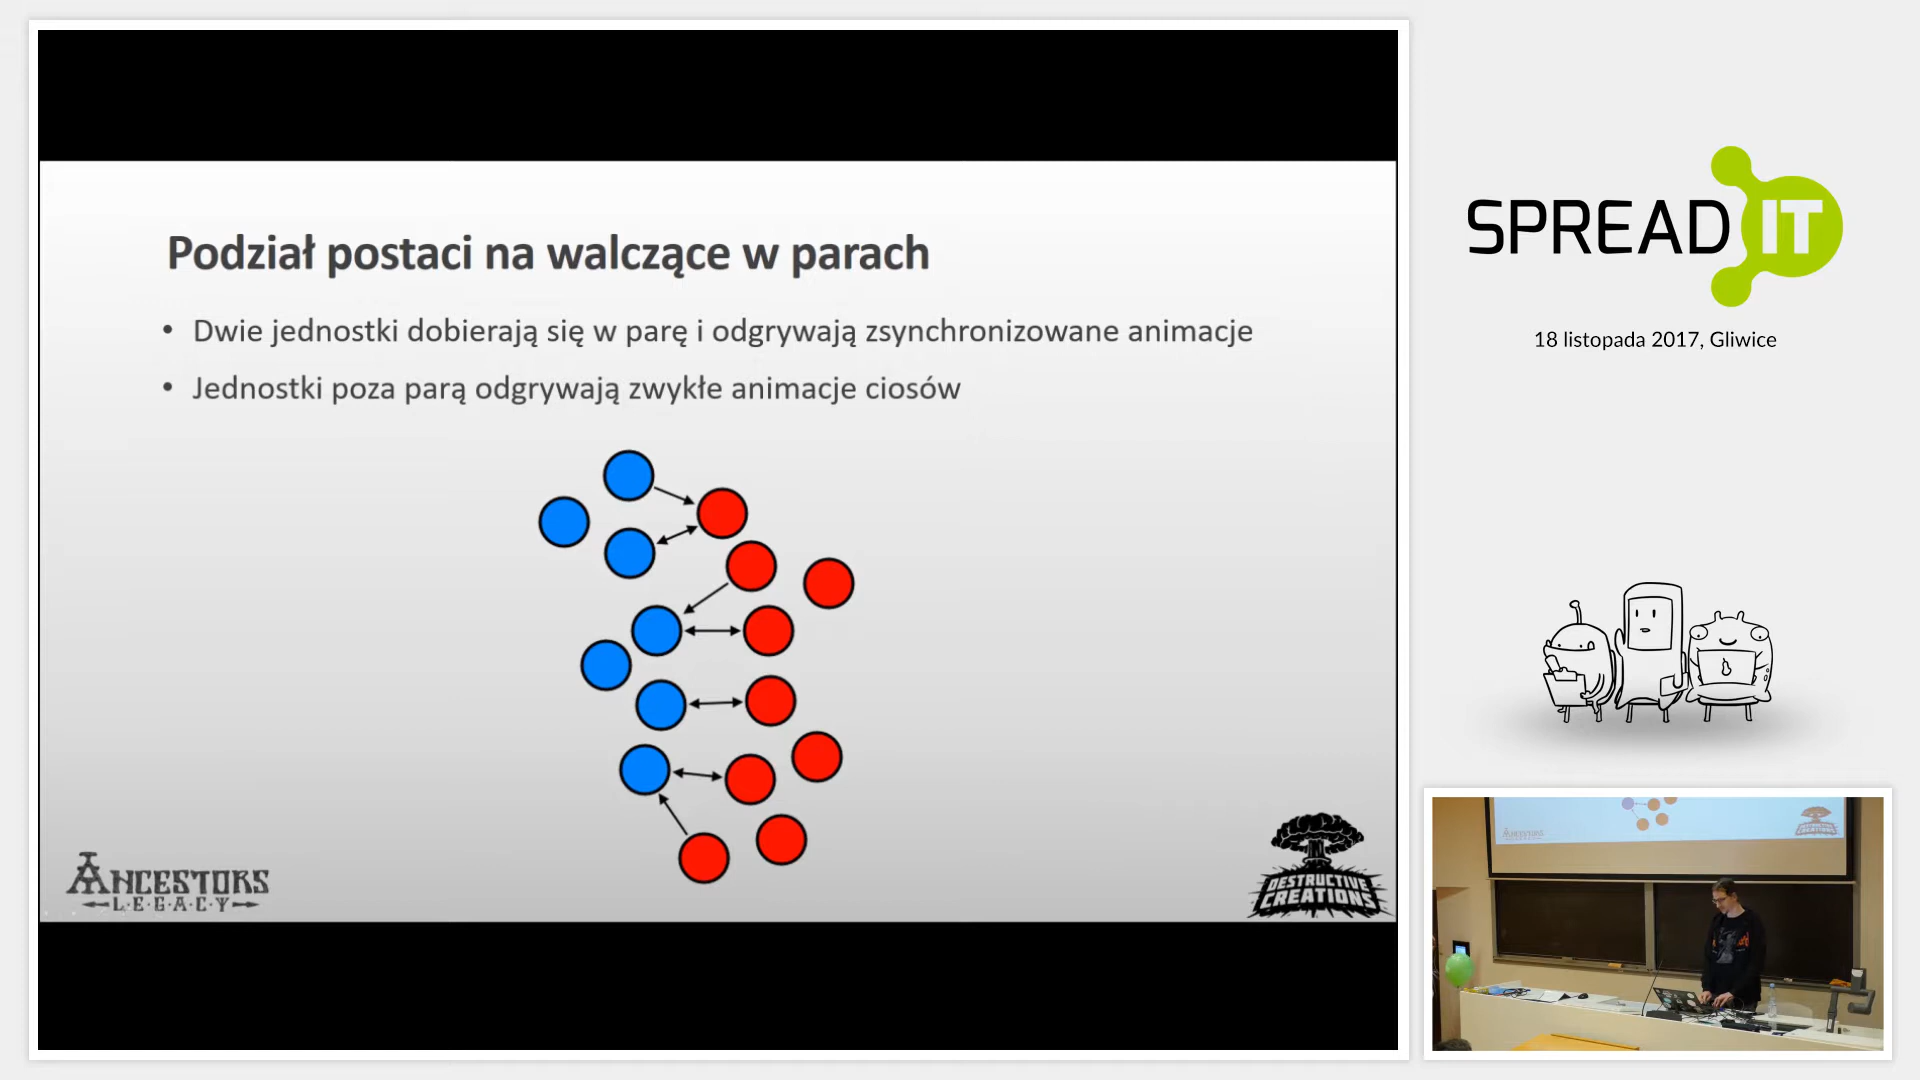 Podział postaci na walczące w parach
• Dwie jednostki dobierają się w parę i odgrywają zsynchronizowane animacje
• Jednostki poza parą odgrywają zwykłe animacje ciosów
ANCESTORS
L·E·G·A·C·Y
DESTRUCTIVE
CREATIONS
SPREAD IT
18 listopada 2017, Gliwice